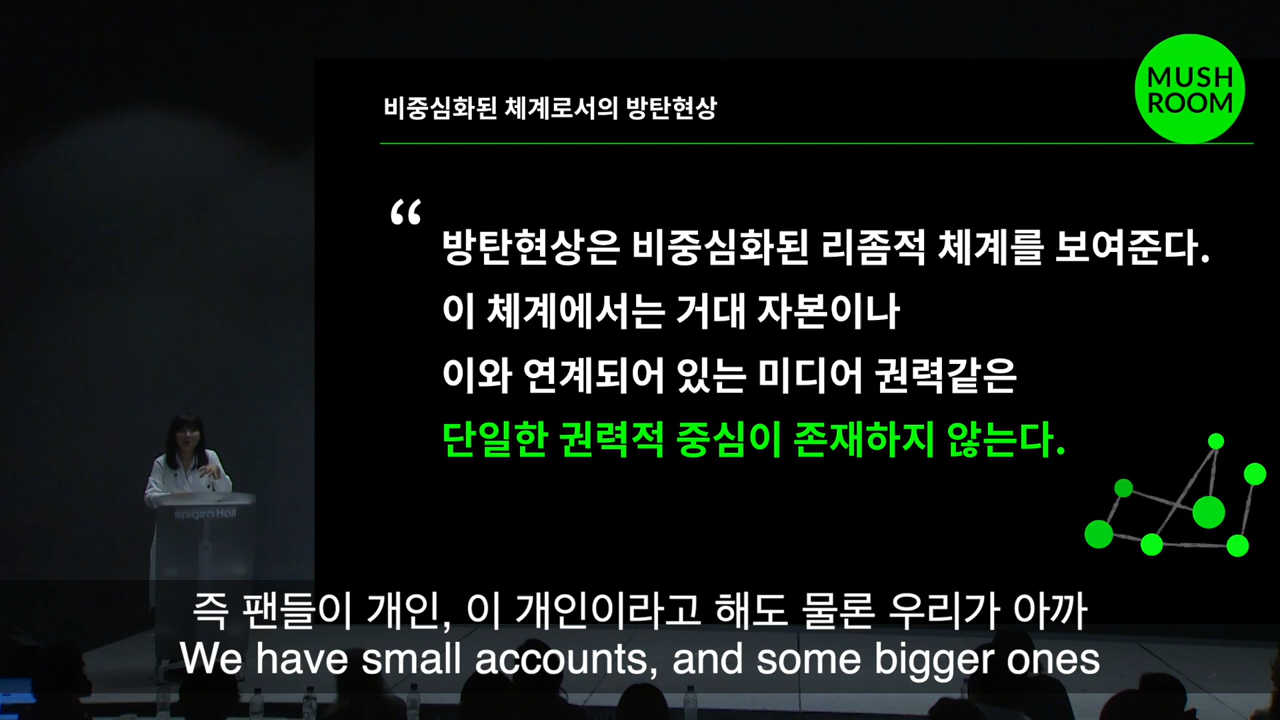 MUSH
ROOM
비중심화된 체계로서의 방탄현상
“
방탄현상은 비중심화된 리좀적 체계를 보여준다.
이 체계에서는 거대 자본이나
이와 연계되어 있는 미디어 권력같은
단일한 권력적 중심이 존재하지 않는다.
Spigen Hall
즉 팬들이 개인, 이 개인이라고 해도 물론 우리가 아까
We have small accounts, and some bigger ones